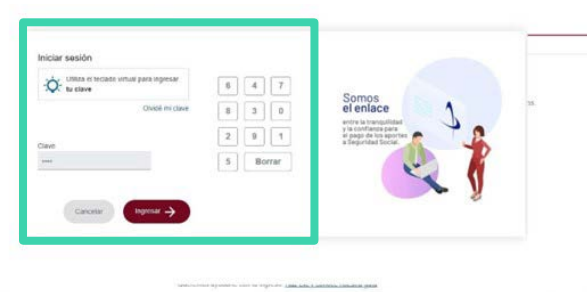 Iniciar sesión
Utiliza el teclado virtual para ingresar
tu clave
Olvidé mi clave
Clave
····
Cancelar
Ingresar →
6 4 7
8 3 0
2 9 1
5 Borrar
Somos
el enlace
entre la tranquilidad
y la confianza para
el pago de los aportes
a Seguridad Social.